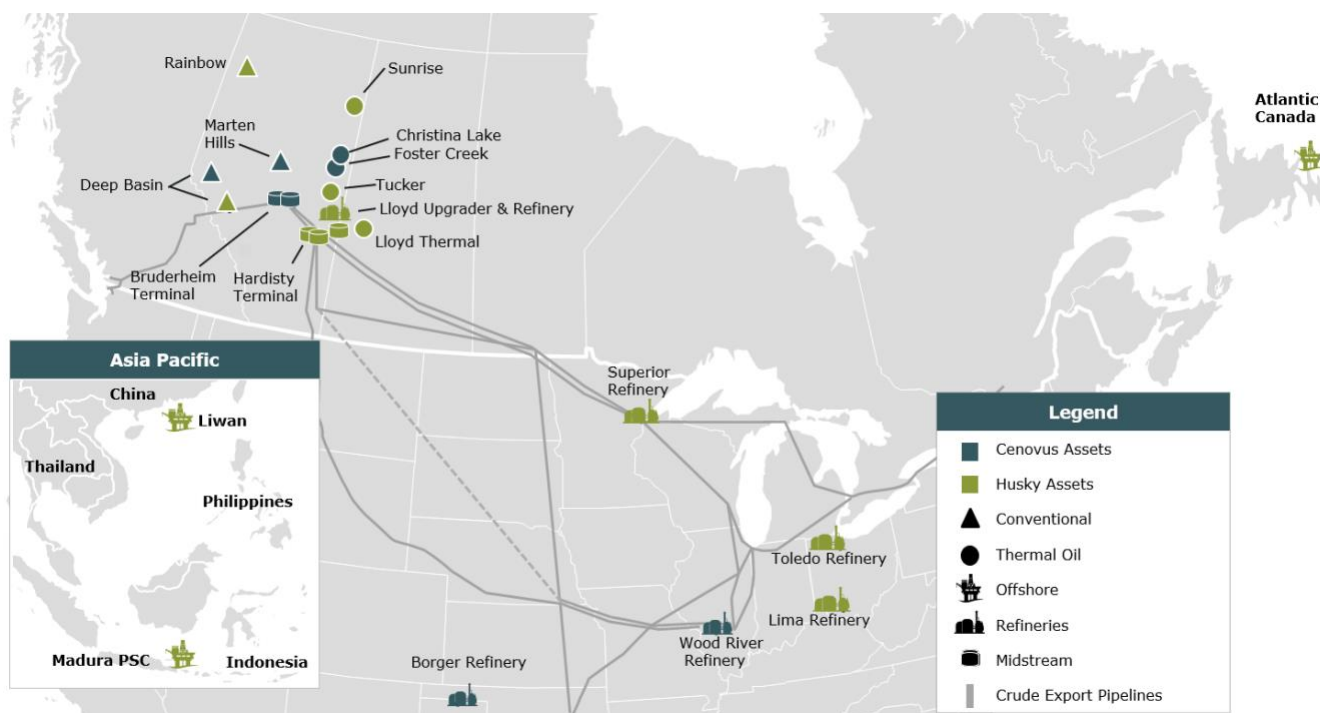 Rainbow
Sunrise
Atlantic
Canada
Marten
Hills
Christina Lake
Foster Creek
Deep Basin
Tucker
Lloyd Upgrader & Refinery
Lloyd Thermal
Bruderheim
Terminal
Hardisty
Terminal
Asia Pacific
China
Liwan
Thailand
Philippines
Madura PSC
Indonesia
Superior
Refinery
Toledo Refinery
Lima Refinery
Wood River
Refinery
Borger Refinery
Legend
Cenovus Assets
Husky Assets
Conventional
Thermal Oil
Offshore
Refineries
Midstream
Crude Export Pipelines